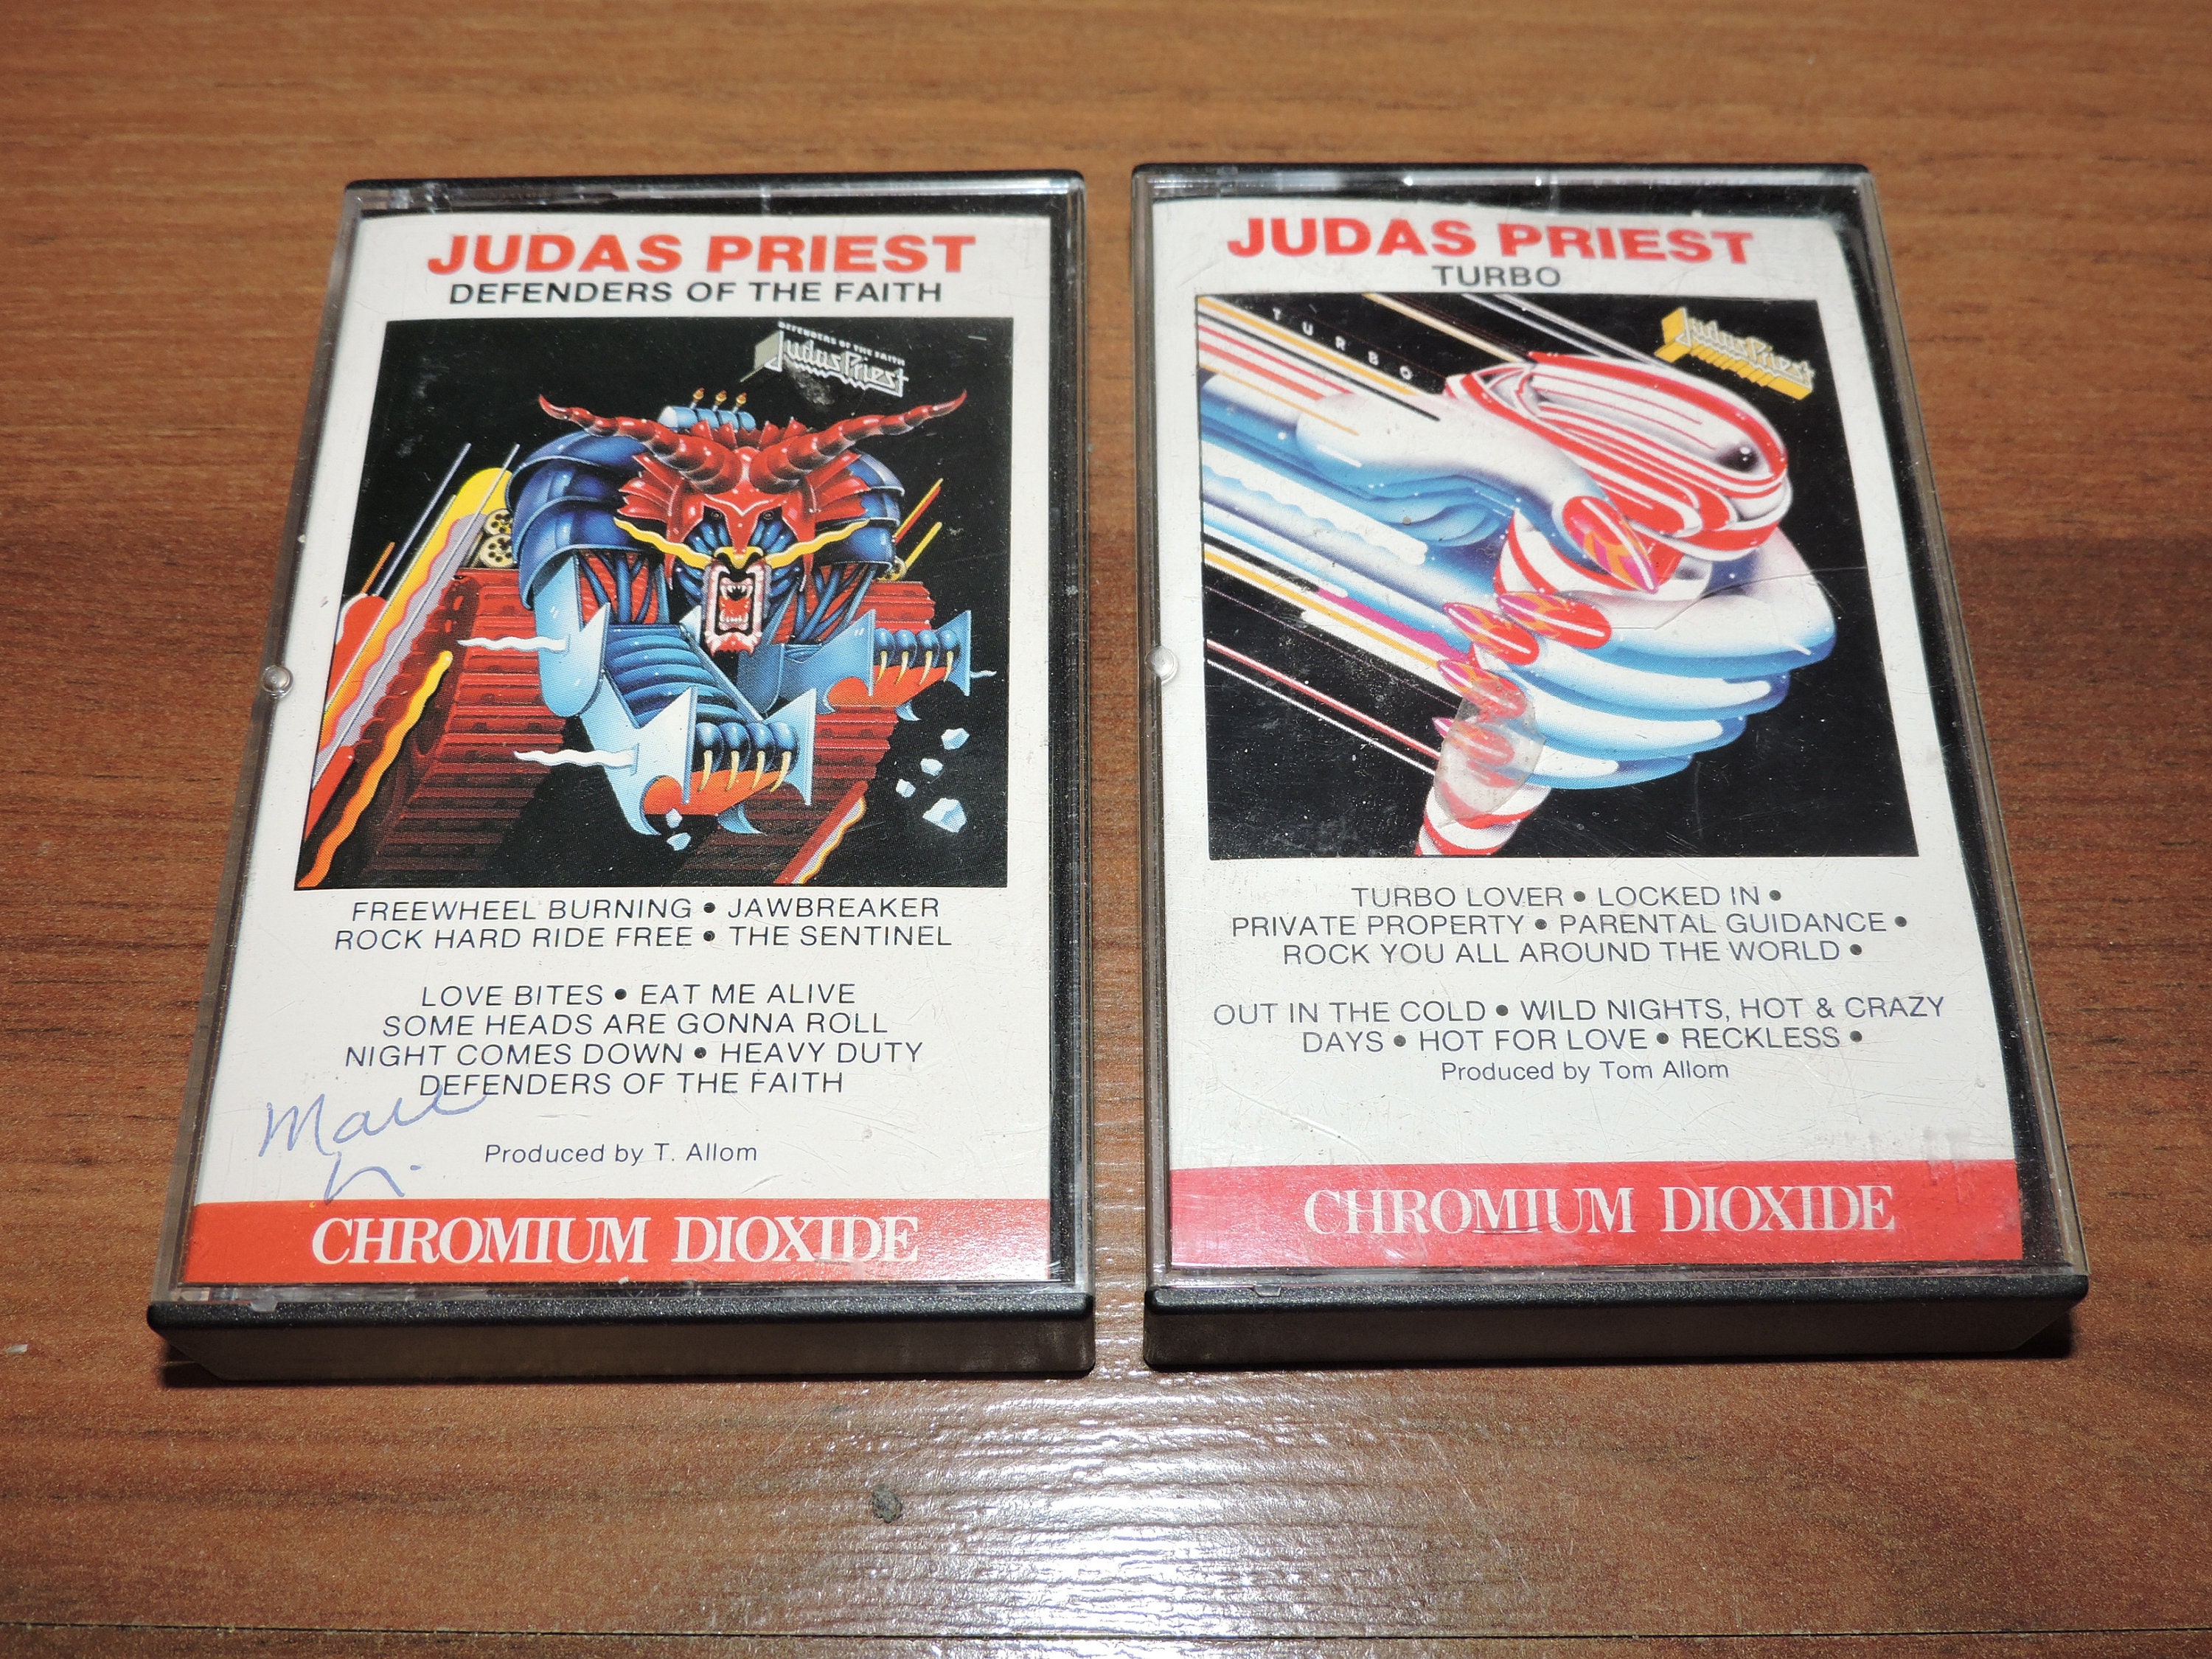 JUDAS PRIEST
DEFENDERS OF THE FAITH
DEFENDERS OF THE FAITH
Judas Priest
FREEWHEEL BURNING • JAWBREAKER
ROCK HARD RIDE FREE • THE SENTINEL
LOVE BITES • EAT ME ALIVE
SOME HEADS ARE GONNA ROLL
NIGHT COMES DOWN • HEAVY DUTY
DEFENDERS OF THE FAITH
Produced by T. Allom
CHROMIUM DIOXIDE
JUDAS PRIEST
TURBO
TURBO
Judas Priest
TURBO LOVER • LOCKED IN •
PRIVATE PROPERTY • PARENTAL GUIDANCE •
ROCK YOU ALL AROUND THE WORLD •
OUT IN THE COLD • WILD NIGHTS, HOT & CRAZY
DAYS • HOT FOR LOVE • RECKLESS •
Produced by Tom Allom
CHROMIUM DIOXIDE